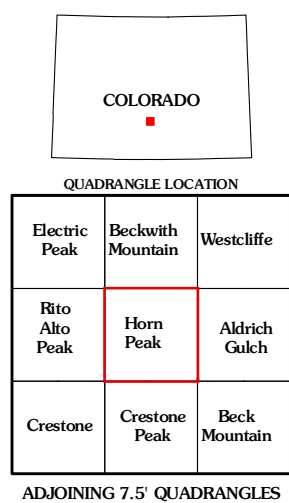 COLORADO
QUADRANGLE LOCATION
Electric
Peak
Beckwith
Mountain
Westcliffe
Rito
Alto
Peak
Horn
Peak
Aldrich
Gulch
Crestone
Crestone
Peak
Beck
Mountain
ADJOINING 7.5' QUADRANGLES